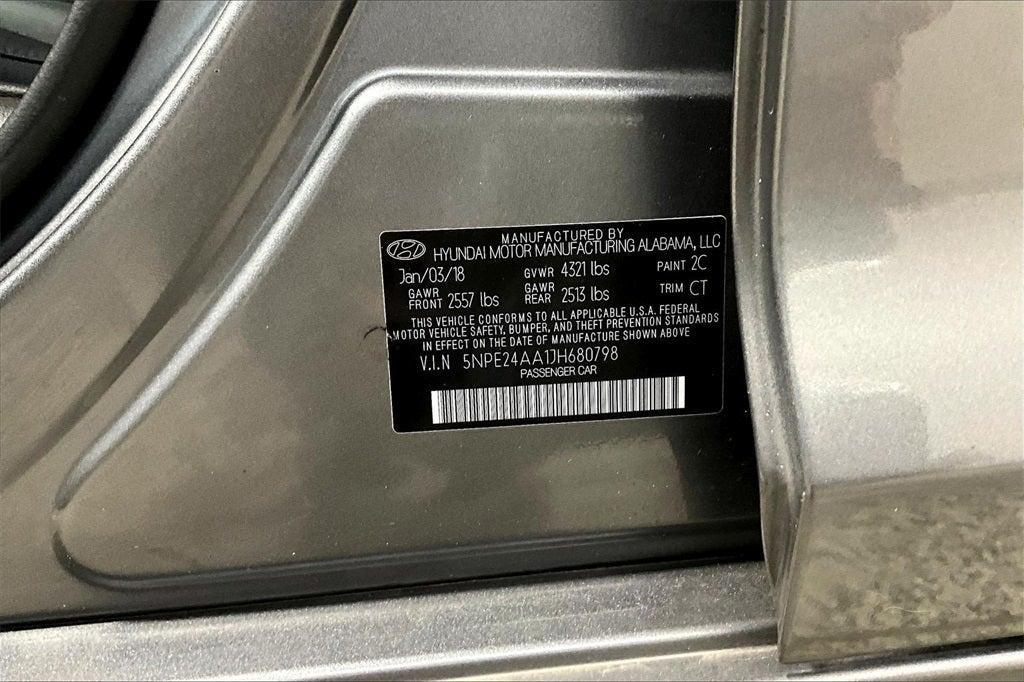 MANUFACTURED BY
HYUNDAI MOTOR MANUFACTURING ALABAMA, LLC
Jan/03/18 GVWR 4321 lbs PAINT 2C
GAWR FRONT 2557 lbs GAWR REAR 2513 lbs TRIM CT
THIS VEHICLE CONFORMS TO ALL APPLICABLE U.S.A. FEDERAL
MOTOR VEHICLE SAFETY, BUMPER, AND THEFT PREVENTION STANDARDS
IN EFFECT ON THE DATE OF MANUFACTURE SHOWN ABOVE
V.I.N 5NPE24AA1JH680798
PASSENGER CAR